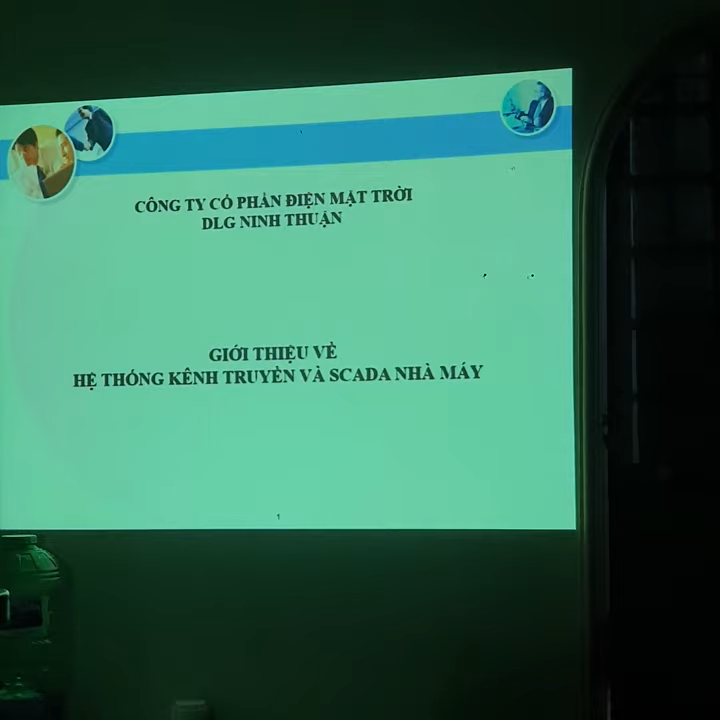 CÔNG TY CỔ PHẦN ĐIỆN MẶT TRỜI
DLG NINH THUẬN
GIỚI THIỆU VỀ
HỆ THỐNG KÊNH TRUYỀN VÀ SCADA NHÀ MÁY
1